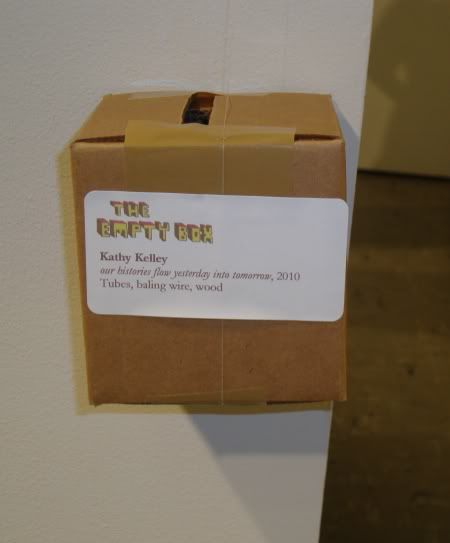 THE
EMPTY BOX
Kathy Kelley
our histories flow yesterday into tomorrow, 2010
Tubes, baling wire, wood